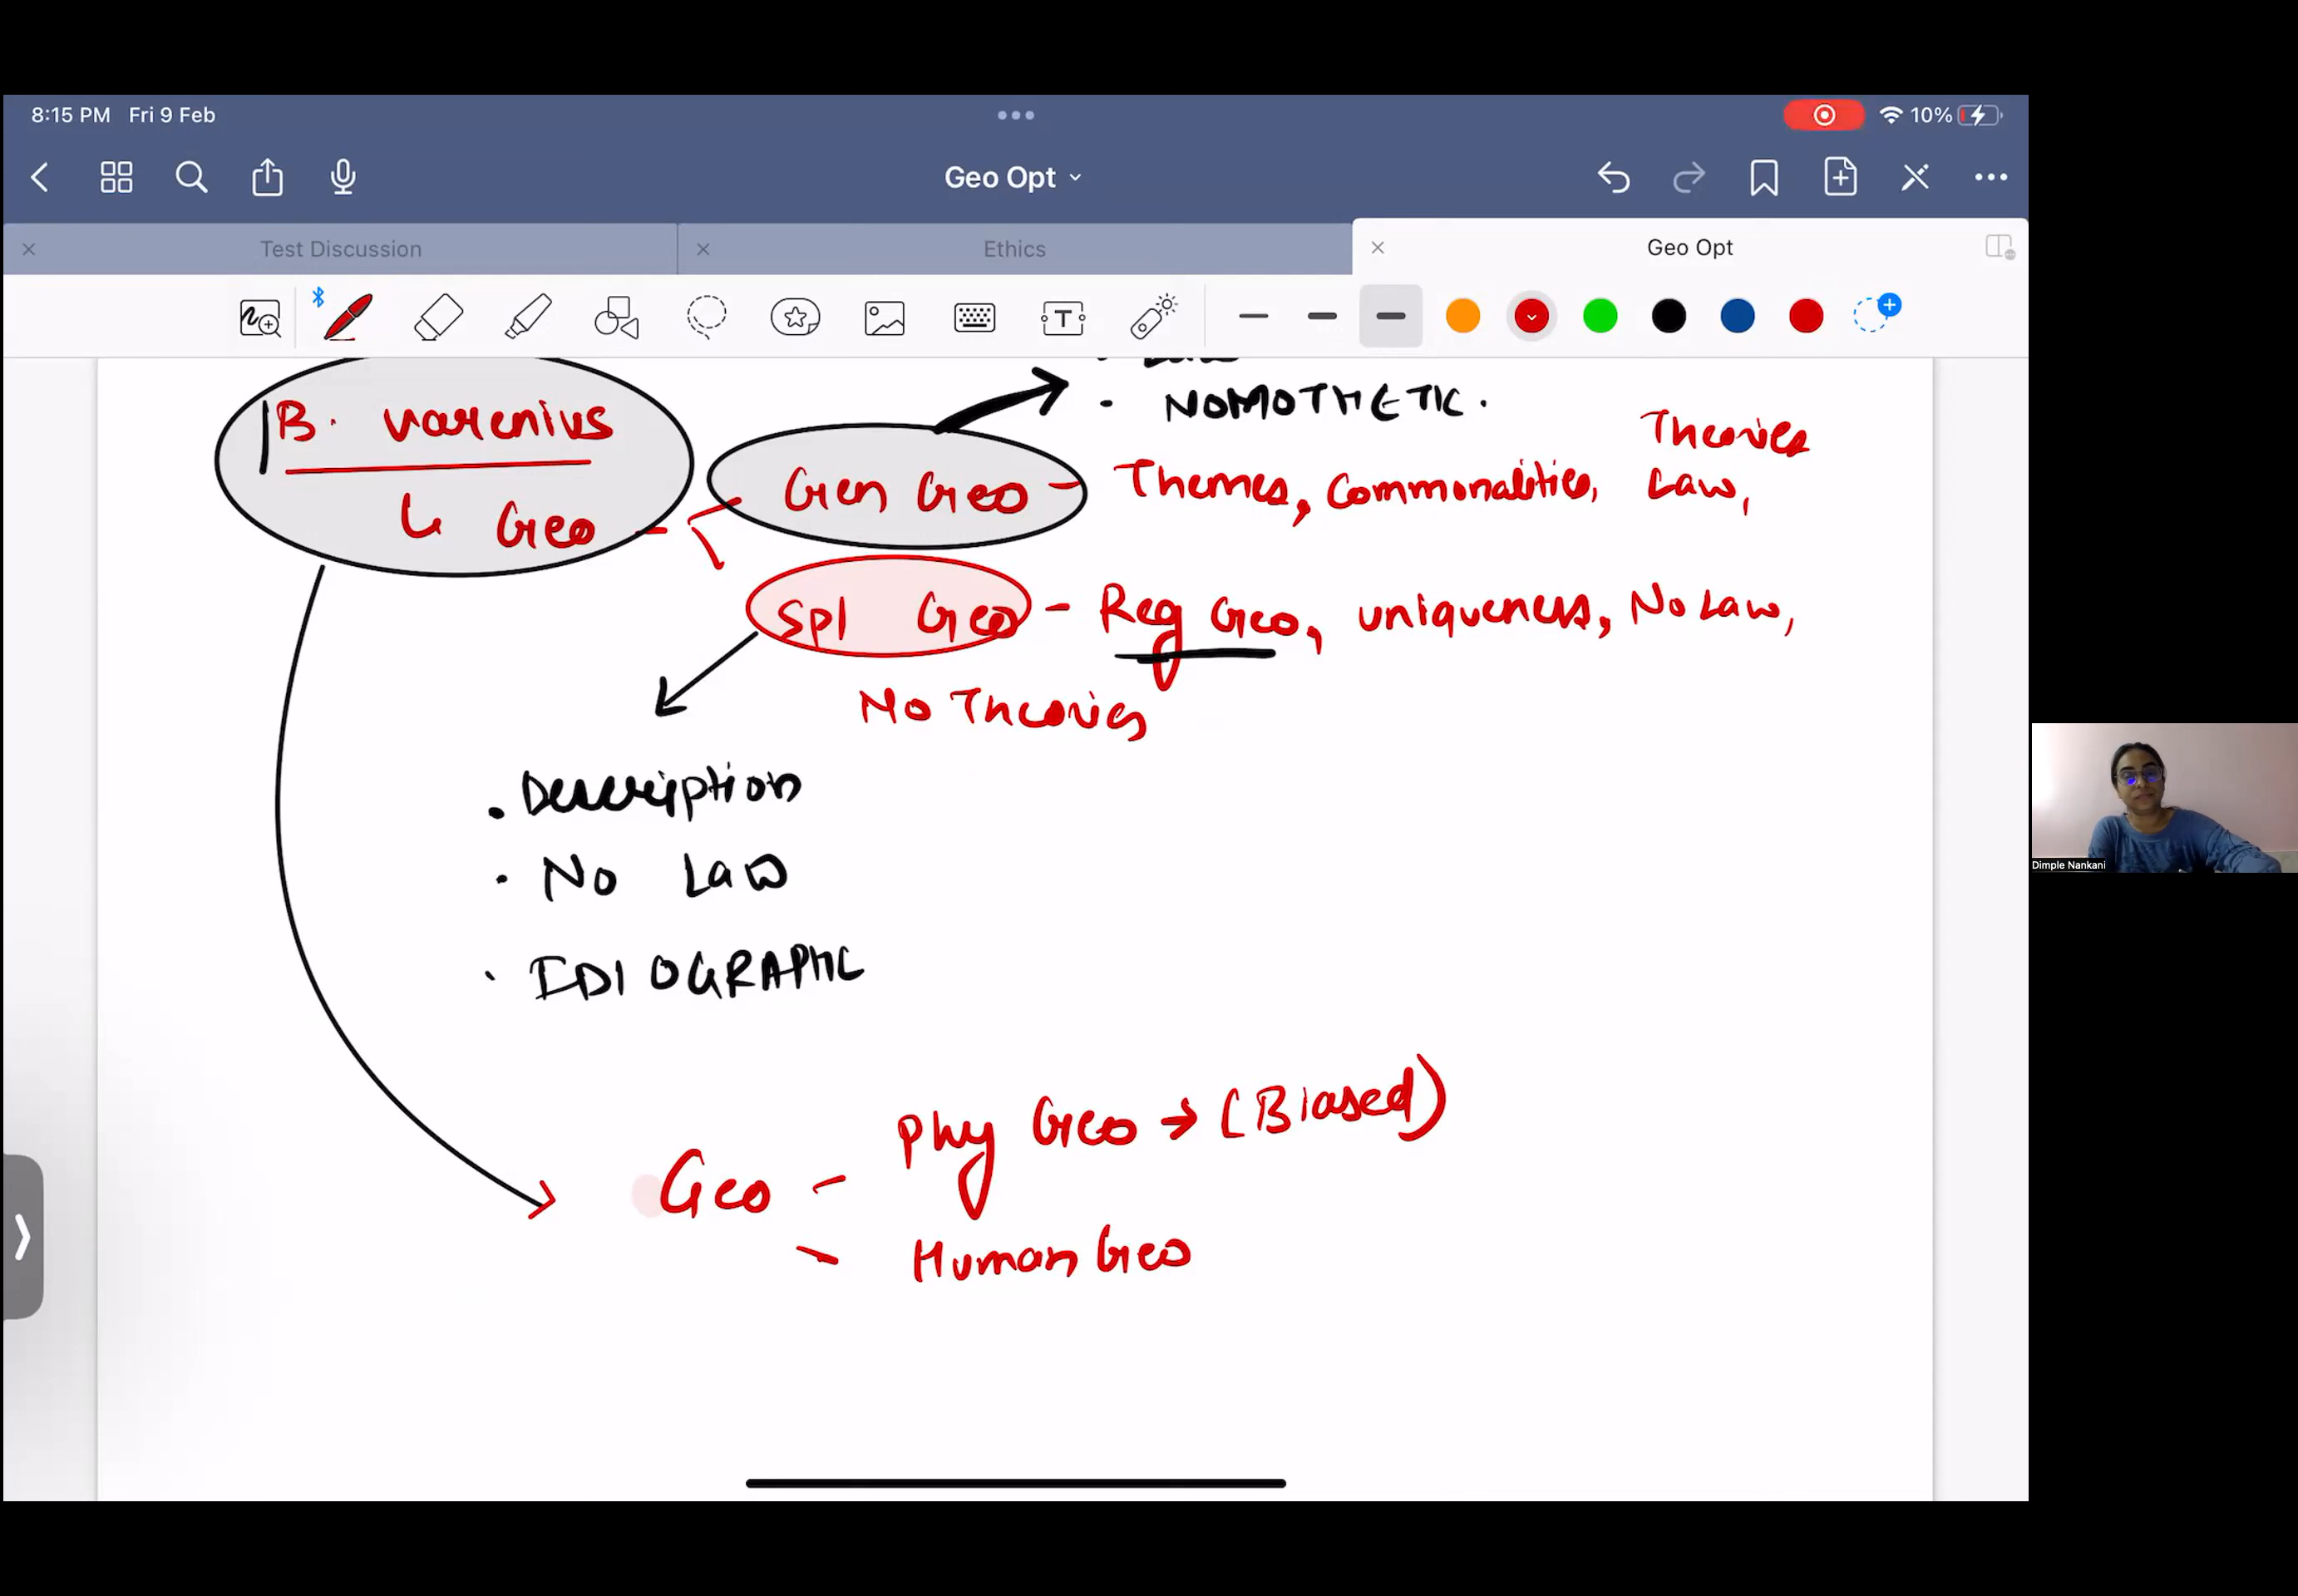 8:15 PM Fri 9 Feb
10%
Geo Opt
Test Discussion
Ethics
Geo Opt
T
• NOMOTHETIC.
B. Varenius
Theories
Gen Geo - Themes, Commonalities, Law,
↳ Geo
Spl Geo - Reg Geo, uniqueness, No Law,
No Theories
• Description
• No Law
• IDIOGRAPHIC
Phy Geo → (Biased)
Geo
Human Geo
Dimple Nankani